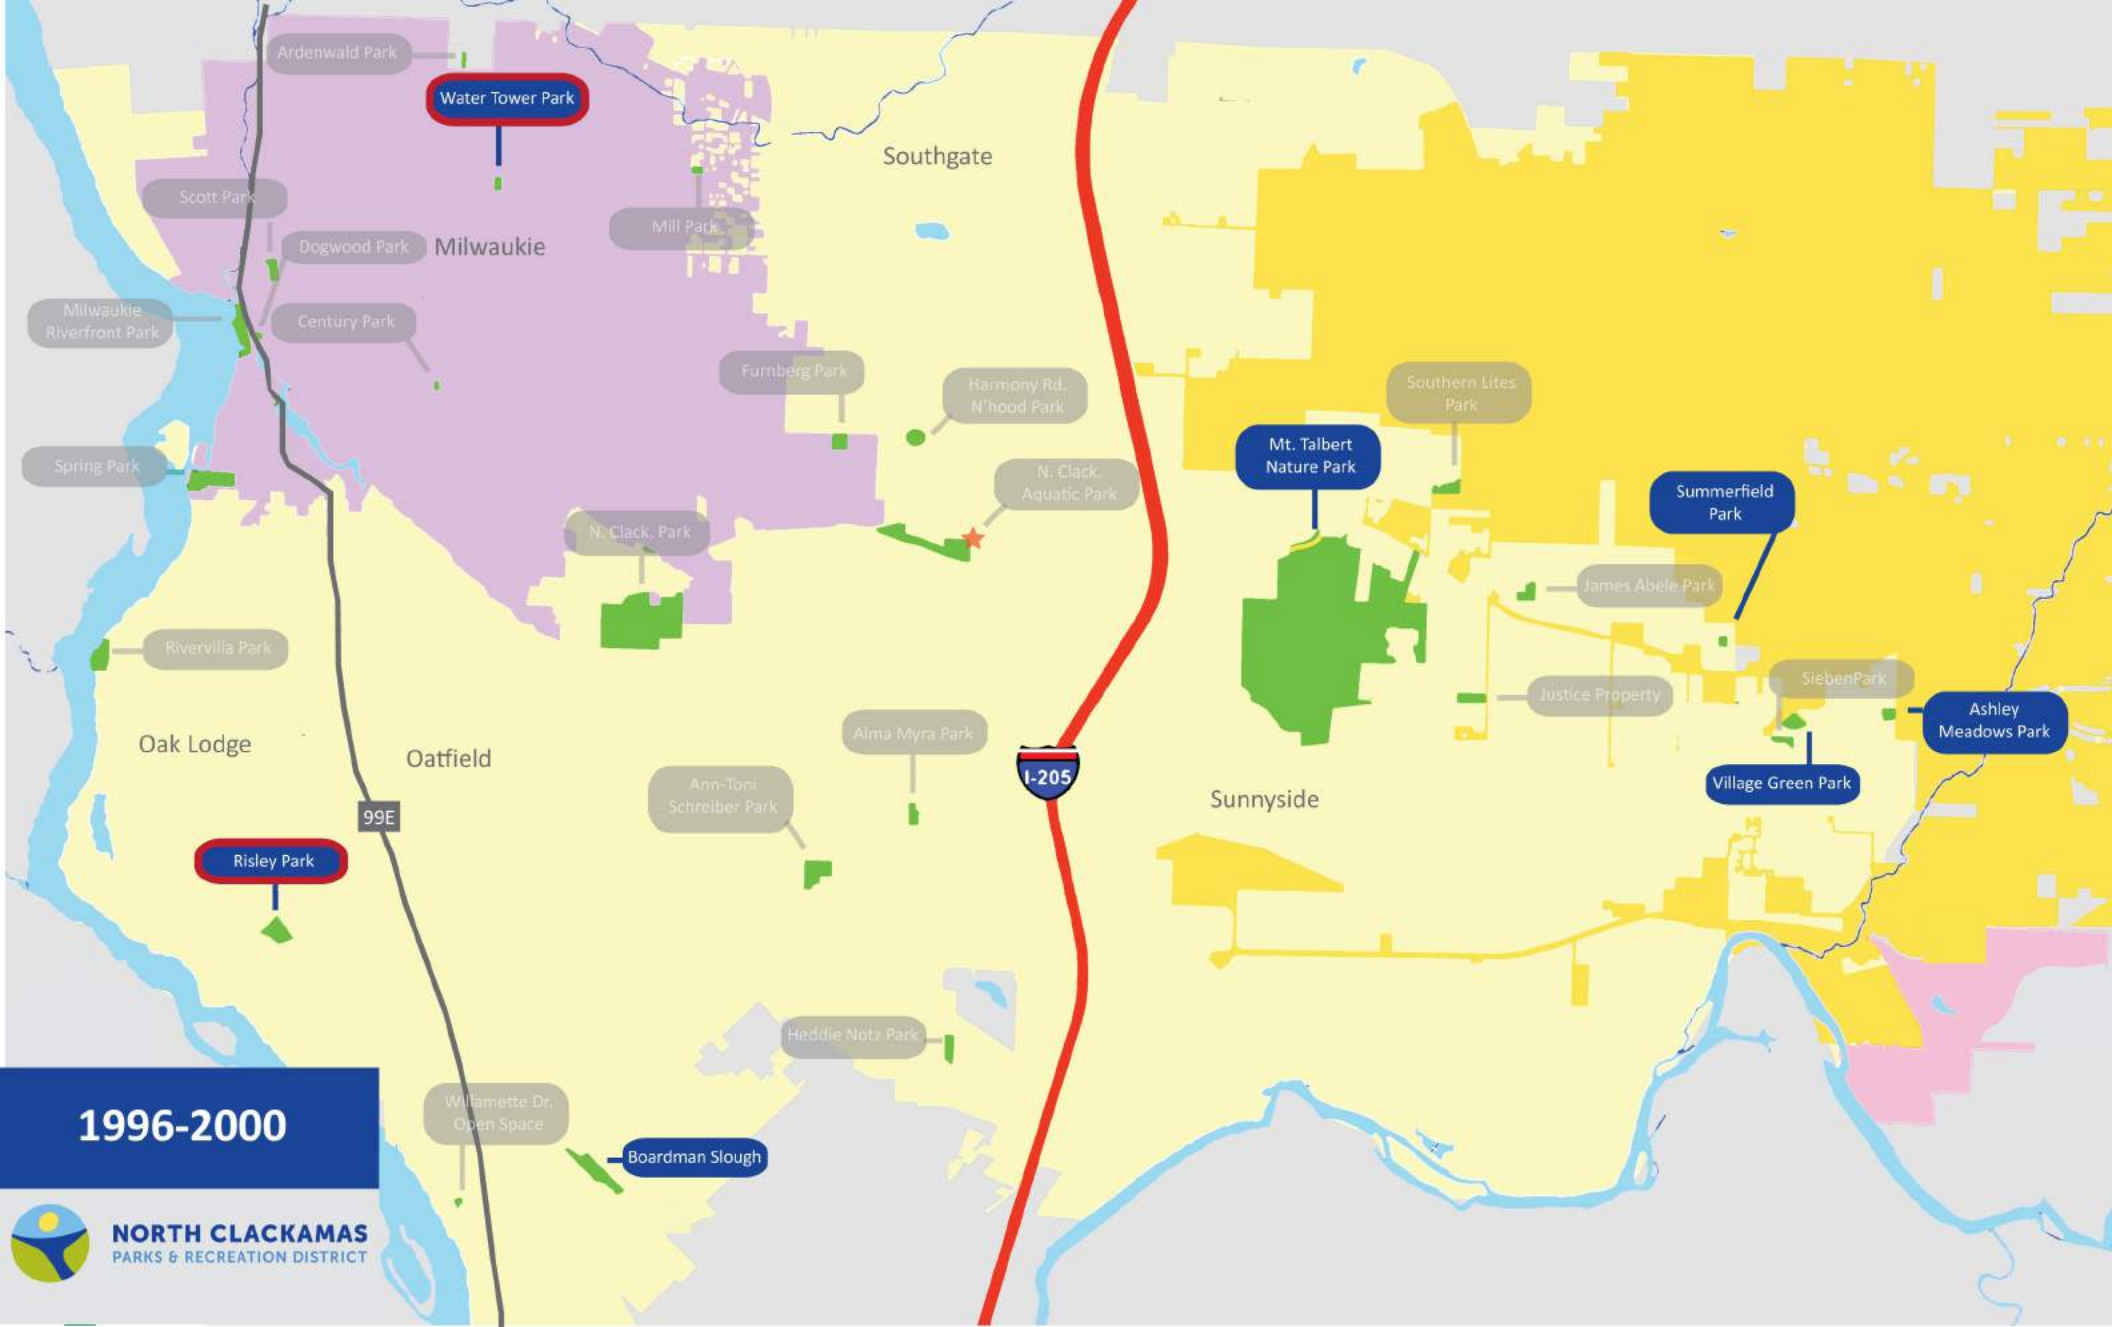 Ardenwald Park
Water Tower Park
Southgate
Scott Park
Mill Park
Dogwood Park
Milwaukie
Milwaukie
Riverfront Park
Century Park
Furnberg Park
Harmony Rd.
N'hood Park
Southern Lites
Park
Mt. Talbert
Nature Park
Spring Park
N. Clack.
Aquatic Park
Summerfield
Park
N. Clack. Park
James Abele Park
Rivervilla Park
SiebenPark
Justice Property
Ashley
Meadows Park
Oak Lodge
Oatfield
Alma Myra Park
I-205
Ann-Toni
Schreiber Park
Sunnyside
Village Green Park
99E
Risley Park
Heddie Notz Park
Willamette Dr.
Open Space
1996-2000
Boardman Slough
NORTH CLACKAMAS
PARKS & RECREATION DISTRICT